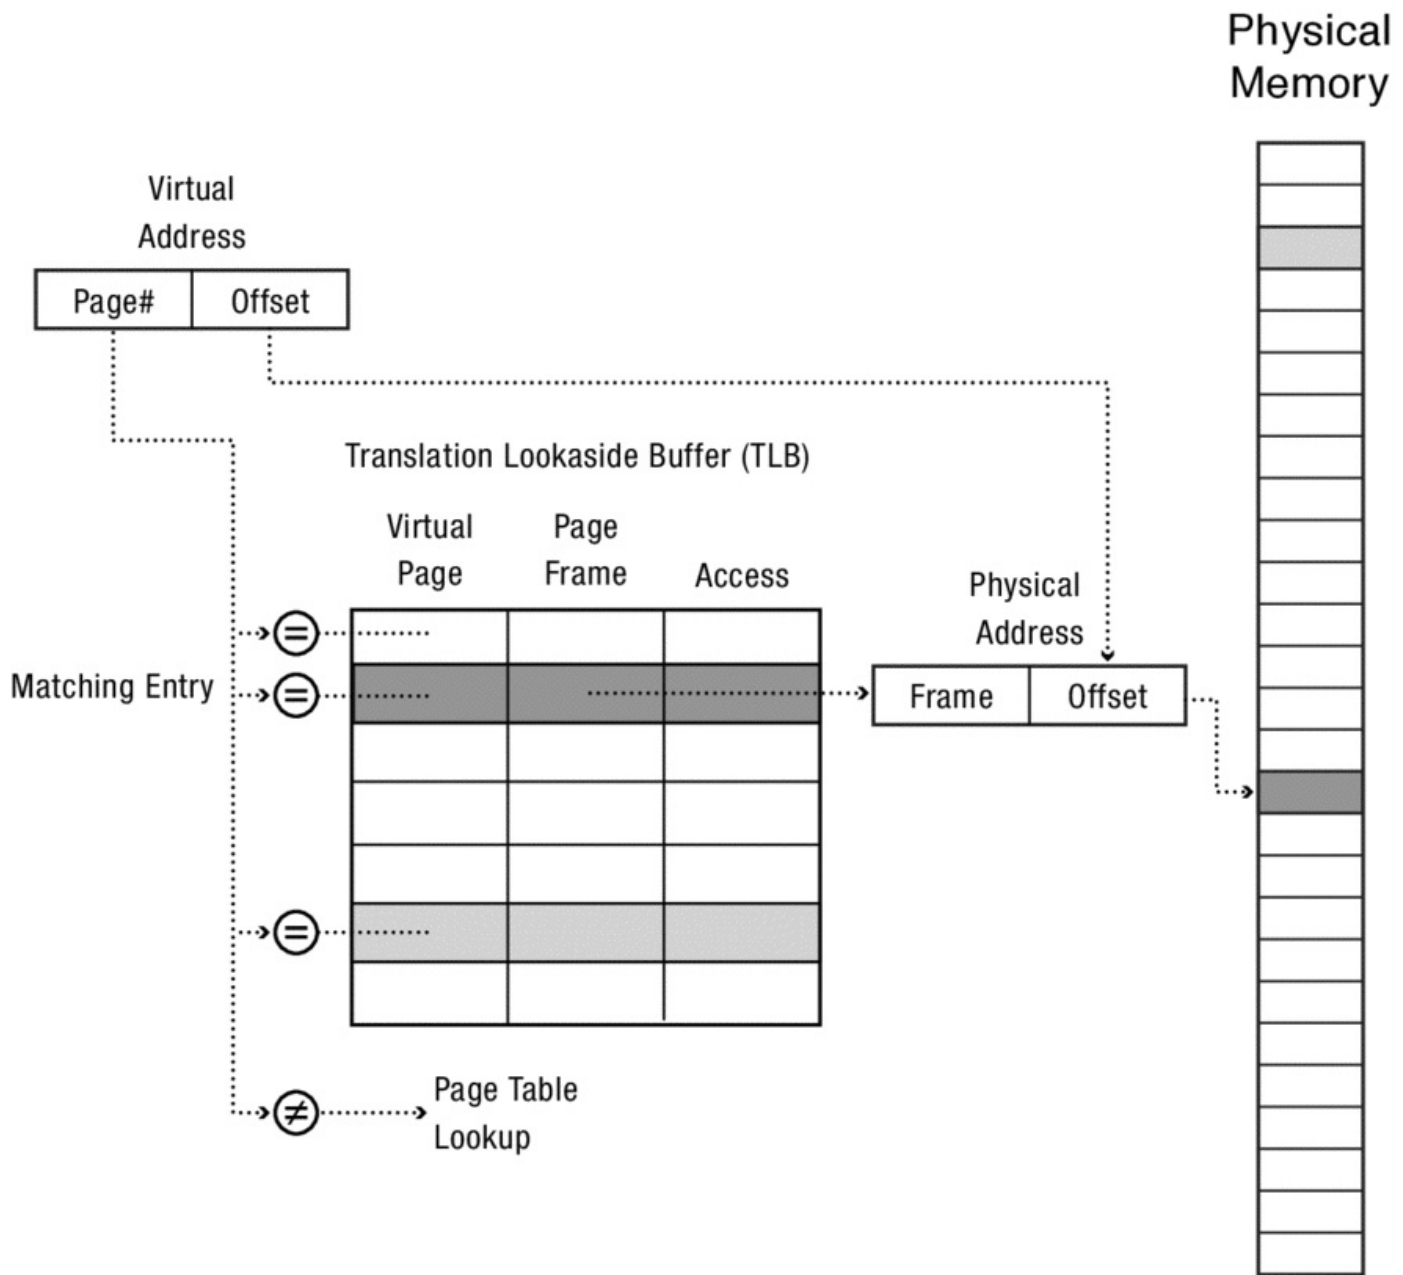 Physical
Memory
Virtual
Address
Page#
Offset
Translation Lookaside Buffer (TLB)
Virtual
Page
Page
Frame
Access
Physical
Address
=
=
Matching Entry
Frame
Offset
=
≠
Page Table
Lookup